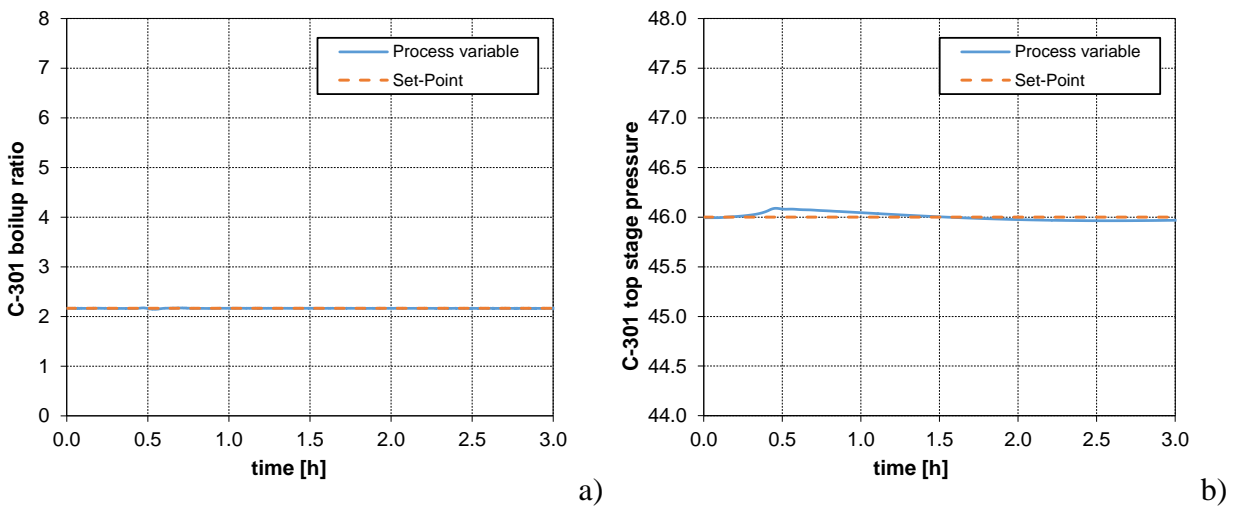 C-301 boilup ratio
8
7
6
5
4
3
2
1
0
0.0 0.5 1.0 1.5 2.0 2.5 3.0
time [h]
Process variable
Set-Point
a)
C-301 top stage pressure
48.0
47.5
47.0
46.5
46.0
45.5
45.0
44.5
44.0
0.0 0.5 1.0 1.5 2.0 2.5 3.0
time [h]
Process variable
Set-Point
b)